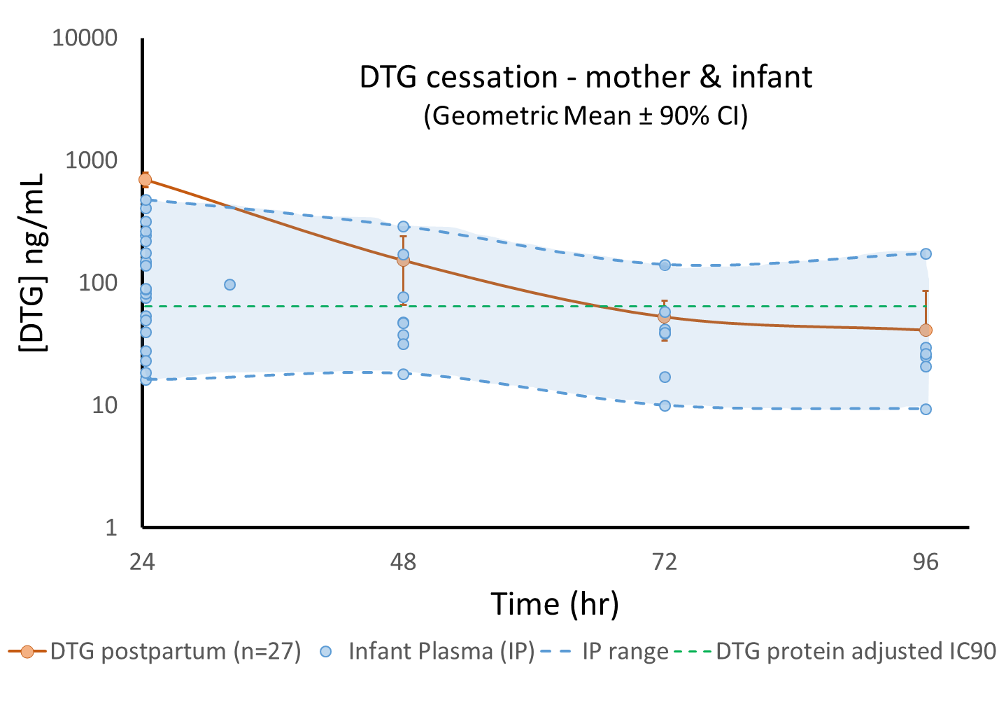 DTG cessation - mother & infant
(Geometric Mean ± 90% CI)
[DTG] ng/mL
10000
1000
100
10
1
24 48 72 96
Time (hr)
DTG postpartum (n=27) Infant Plasma (IP) IP range DTG protein adjusted IC90